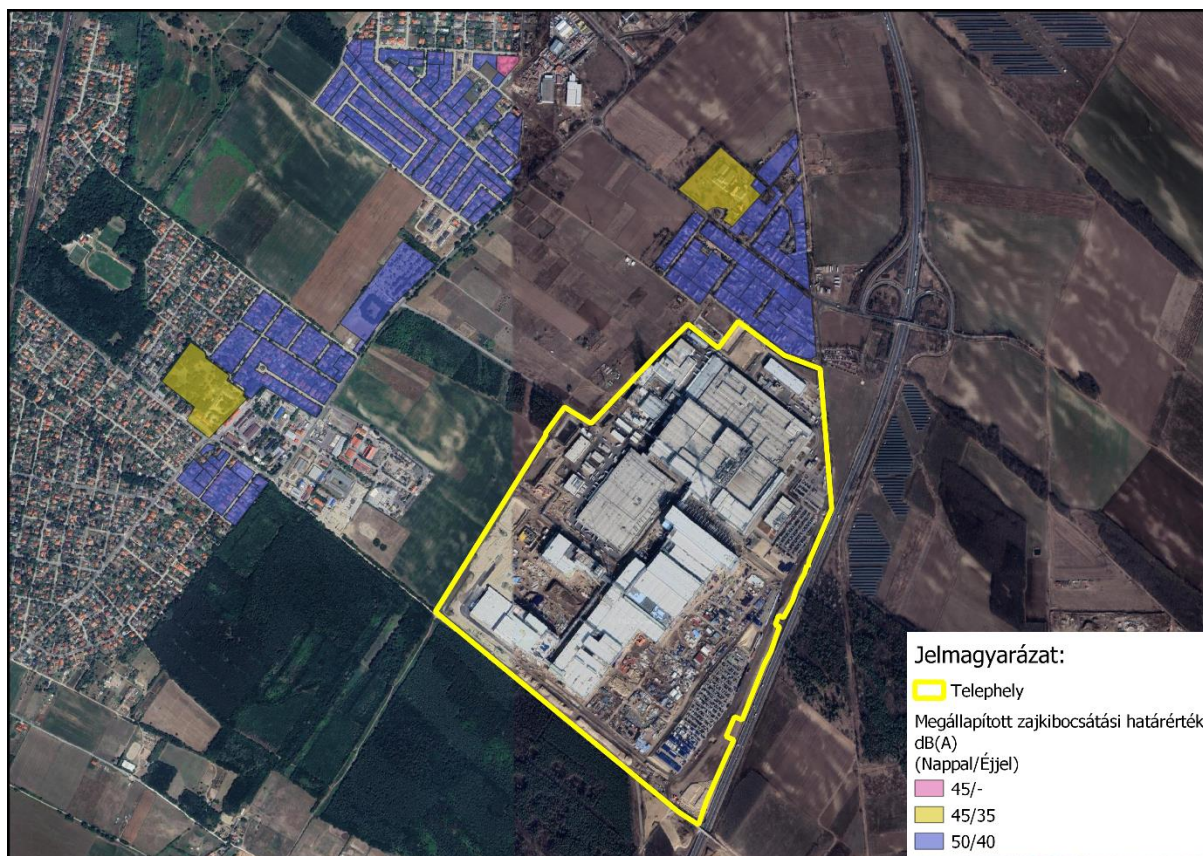 Jelmagyarázat:
Telephely
Megállapított zajkibocsátási határérték
dB(A)
(Nappal/Éjjel)
45/-
45/35
50/40